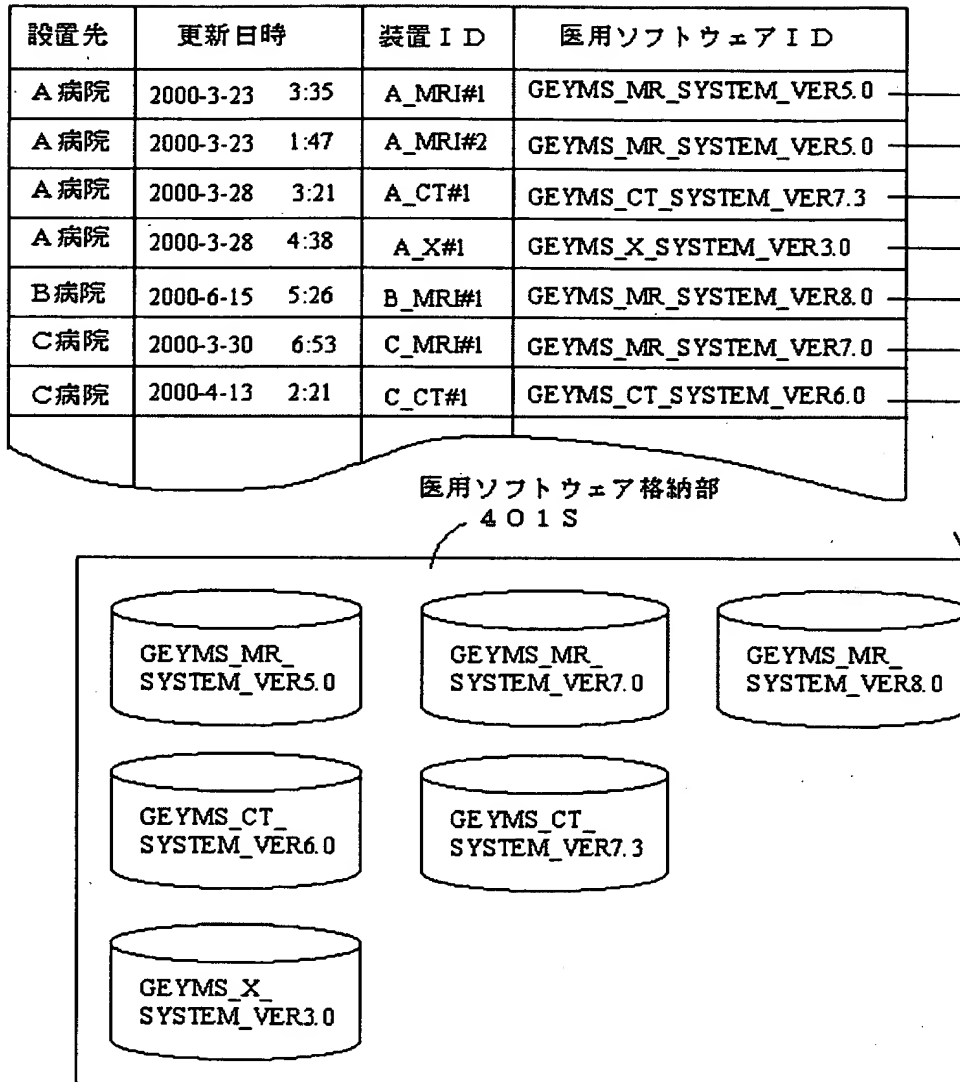 設置先 更新日時 装置ＩＤ 医用ソフトウェアＩＤ
A病院 2000-3-23 3:35 A_MRI#1 GEYMS_MR_SYSTEM_VER5.0
A病院 2000-3-23 1:47 A_MRI#2 GEYMS_MR_SYSTEM_VER5.0
A病院 2000-3-28 3:21 A_CT#1 GEYMS_CT_SYSTEM_VER7.3
A病院 2000-3-28 4:38 A_X#1 GEYMS_X_SYSTEM_VER3.0
B病院 2000-6-15 5:26 B_MRI#1 GEYMS_MR_SYSTEM_VER8.0
C病院 2000-3-30 6:53 C_MRI#1 GEYMS_MR_SYSTEM_VER7.0
C病院 2000-4-13 2:21 C_CT#1 GEYMS_CT_SYSTEM_VER6.0
医用ソフトウェア格納部
４０１Ｓ
GEYMS_MR_
SYSTEM_VER5.0
GEYMS_MR_
SYSTEM_VER7.0
GEYMS_MR_
SYSTEM_VER8.0
GEYMS_CT_
SYSTEM_VER6.0
GEYMS_CT_
SYSTEM_VER7.3
GEYMS_X_
SYSTEM_VER3.0